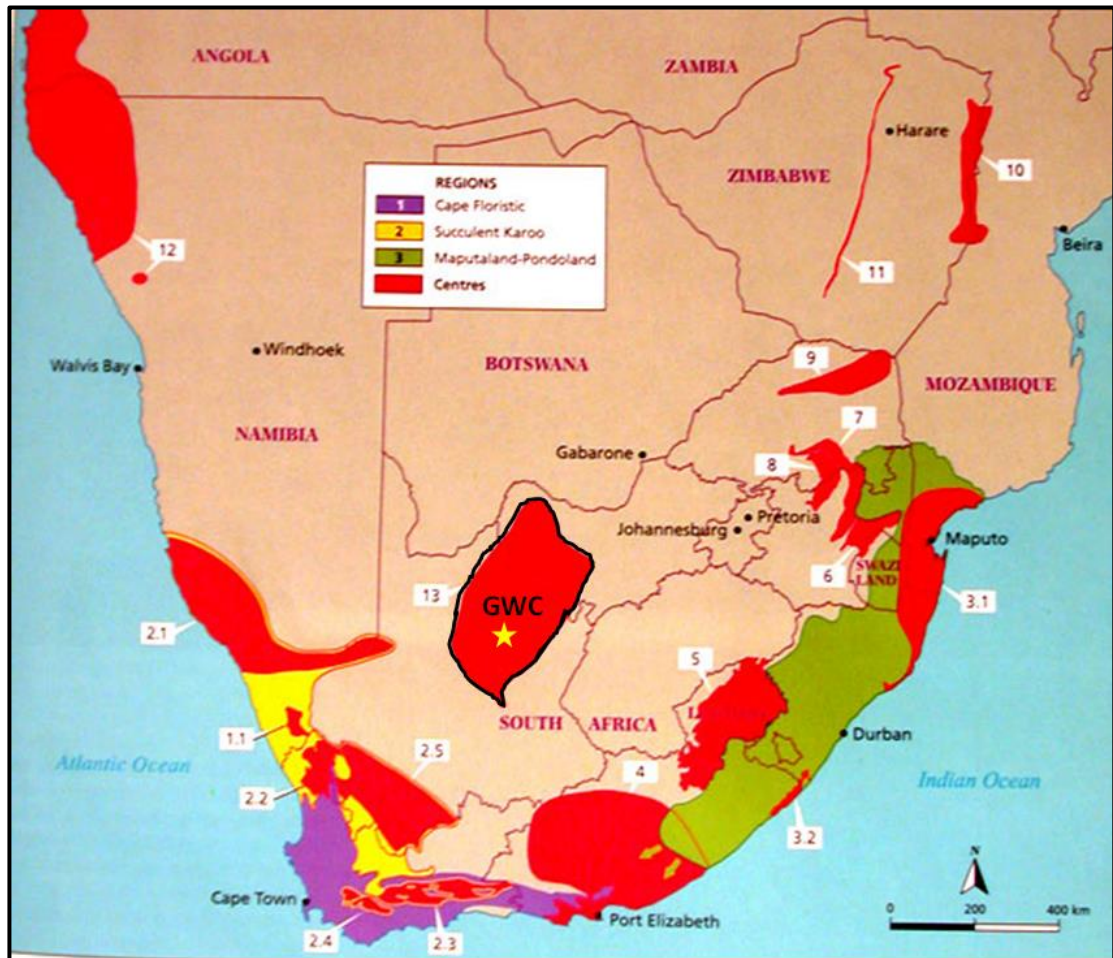 ANGOLA
ZAMBIA
Harare
ZIMBABWE
10
REGIONS
1 Cape Floristic
2 Succulent Karoo
3 Maputaland-Pondoland
Centres
Beira
12
11
Windhoek
Walvis Bay
BOTSWANA
9
MOZAMBIQUE
NAMIBIA
7
Gabarone
8
Pretoria
Johannesburg
Maputo
6
SWAZI
LAND
13
GWC
3.1
2.1
5
SOUTH AFRICA
1.1
Durban
2.5
Atlantic Ocean
4
Indian Ocean
2.2
3.2
N
Cape Town
Port Elizabeth
2.4
2.3
0 200 400 km